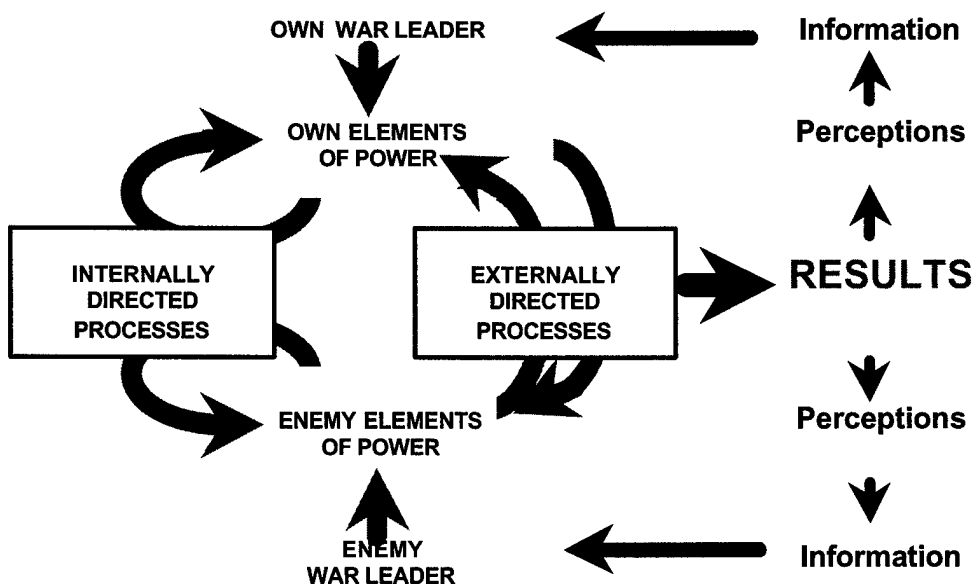 OWN WAR LEADER
Information
OWN ELEMENTS
OF POWER
Perceptions
INTERNALLY
DIRECTED
PROCESSES
EXTERNALLY
DIRECTED
PROCESSES
RESULTS
ENEMY ELEMENTS
OF POWER
Perceptions
ENEMY
WAR LEADER
Information